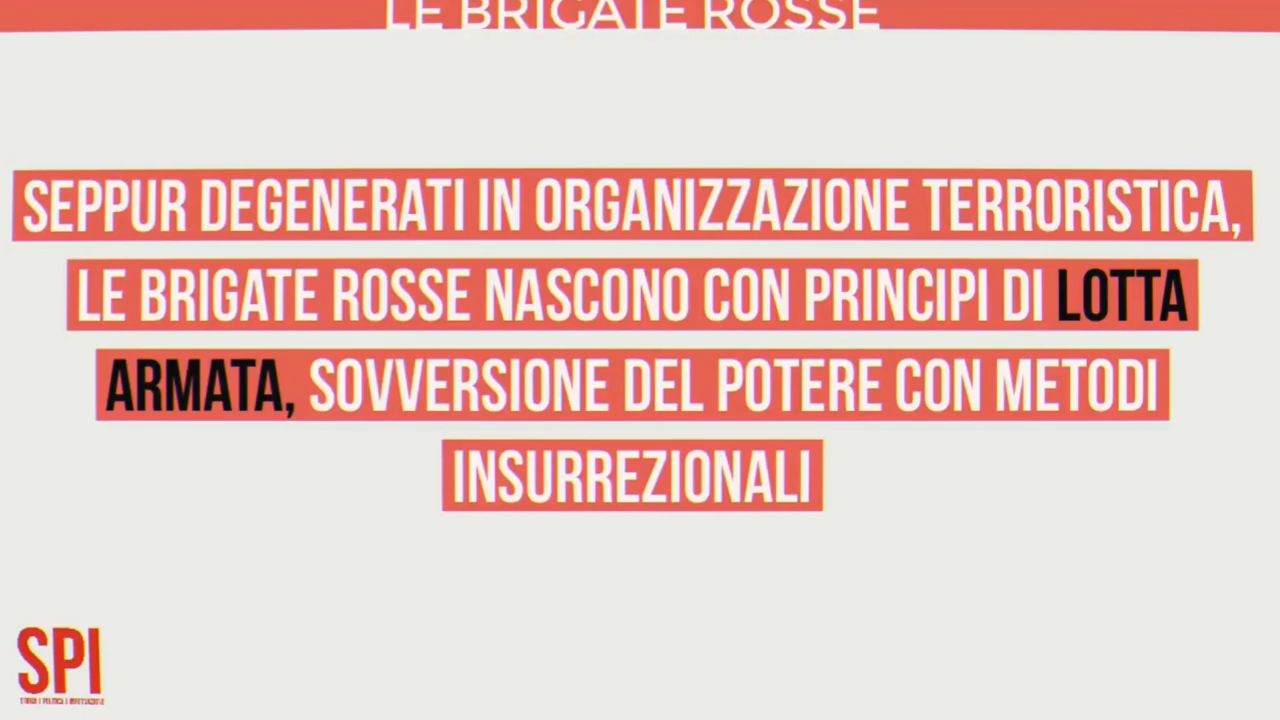 LE BRIGATE ROSSE
SEPPUR DEGENERATI IN ORGANIZZAZIONE TERRORISTICA,
LE BRIGATE ROSSE NASCONO CON PRINCIPI DI LOTTA
ARMATA, SOVVERSIONE DEL POTERE CON METODI
INSURREZIONALI
SPI